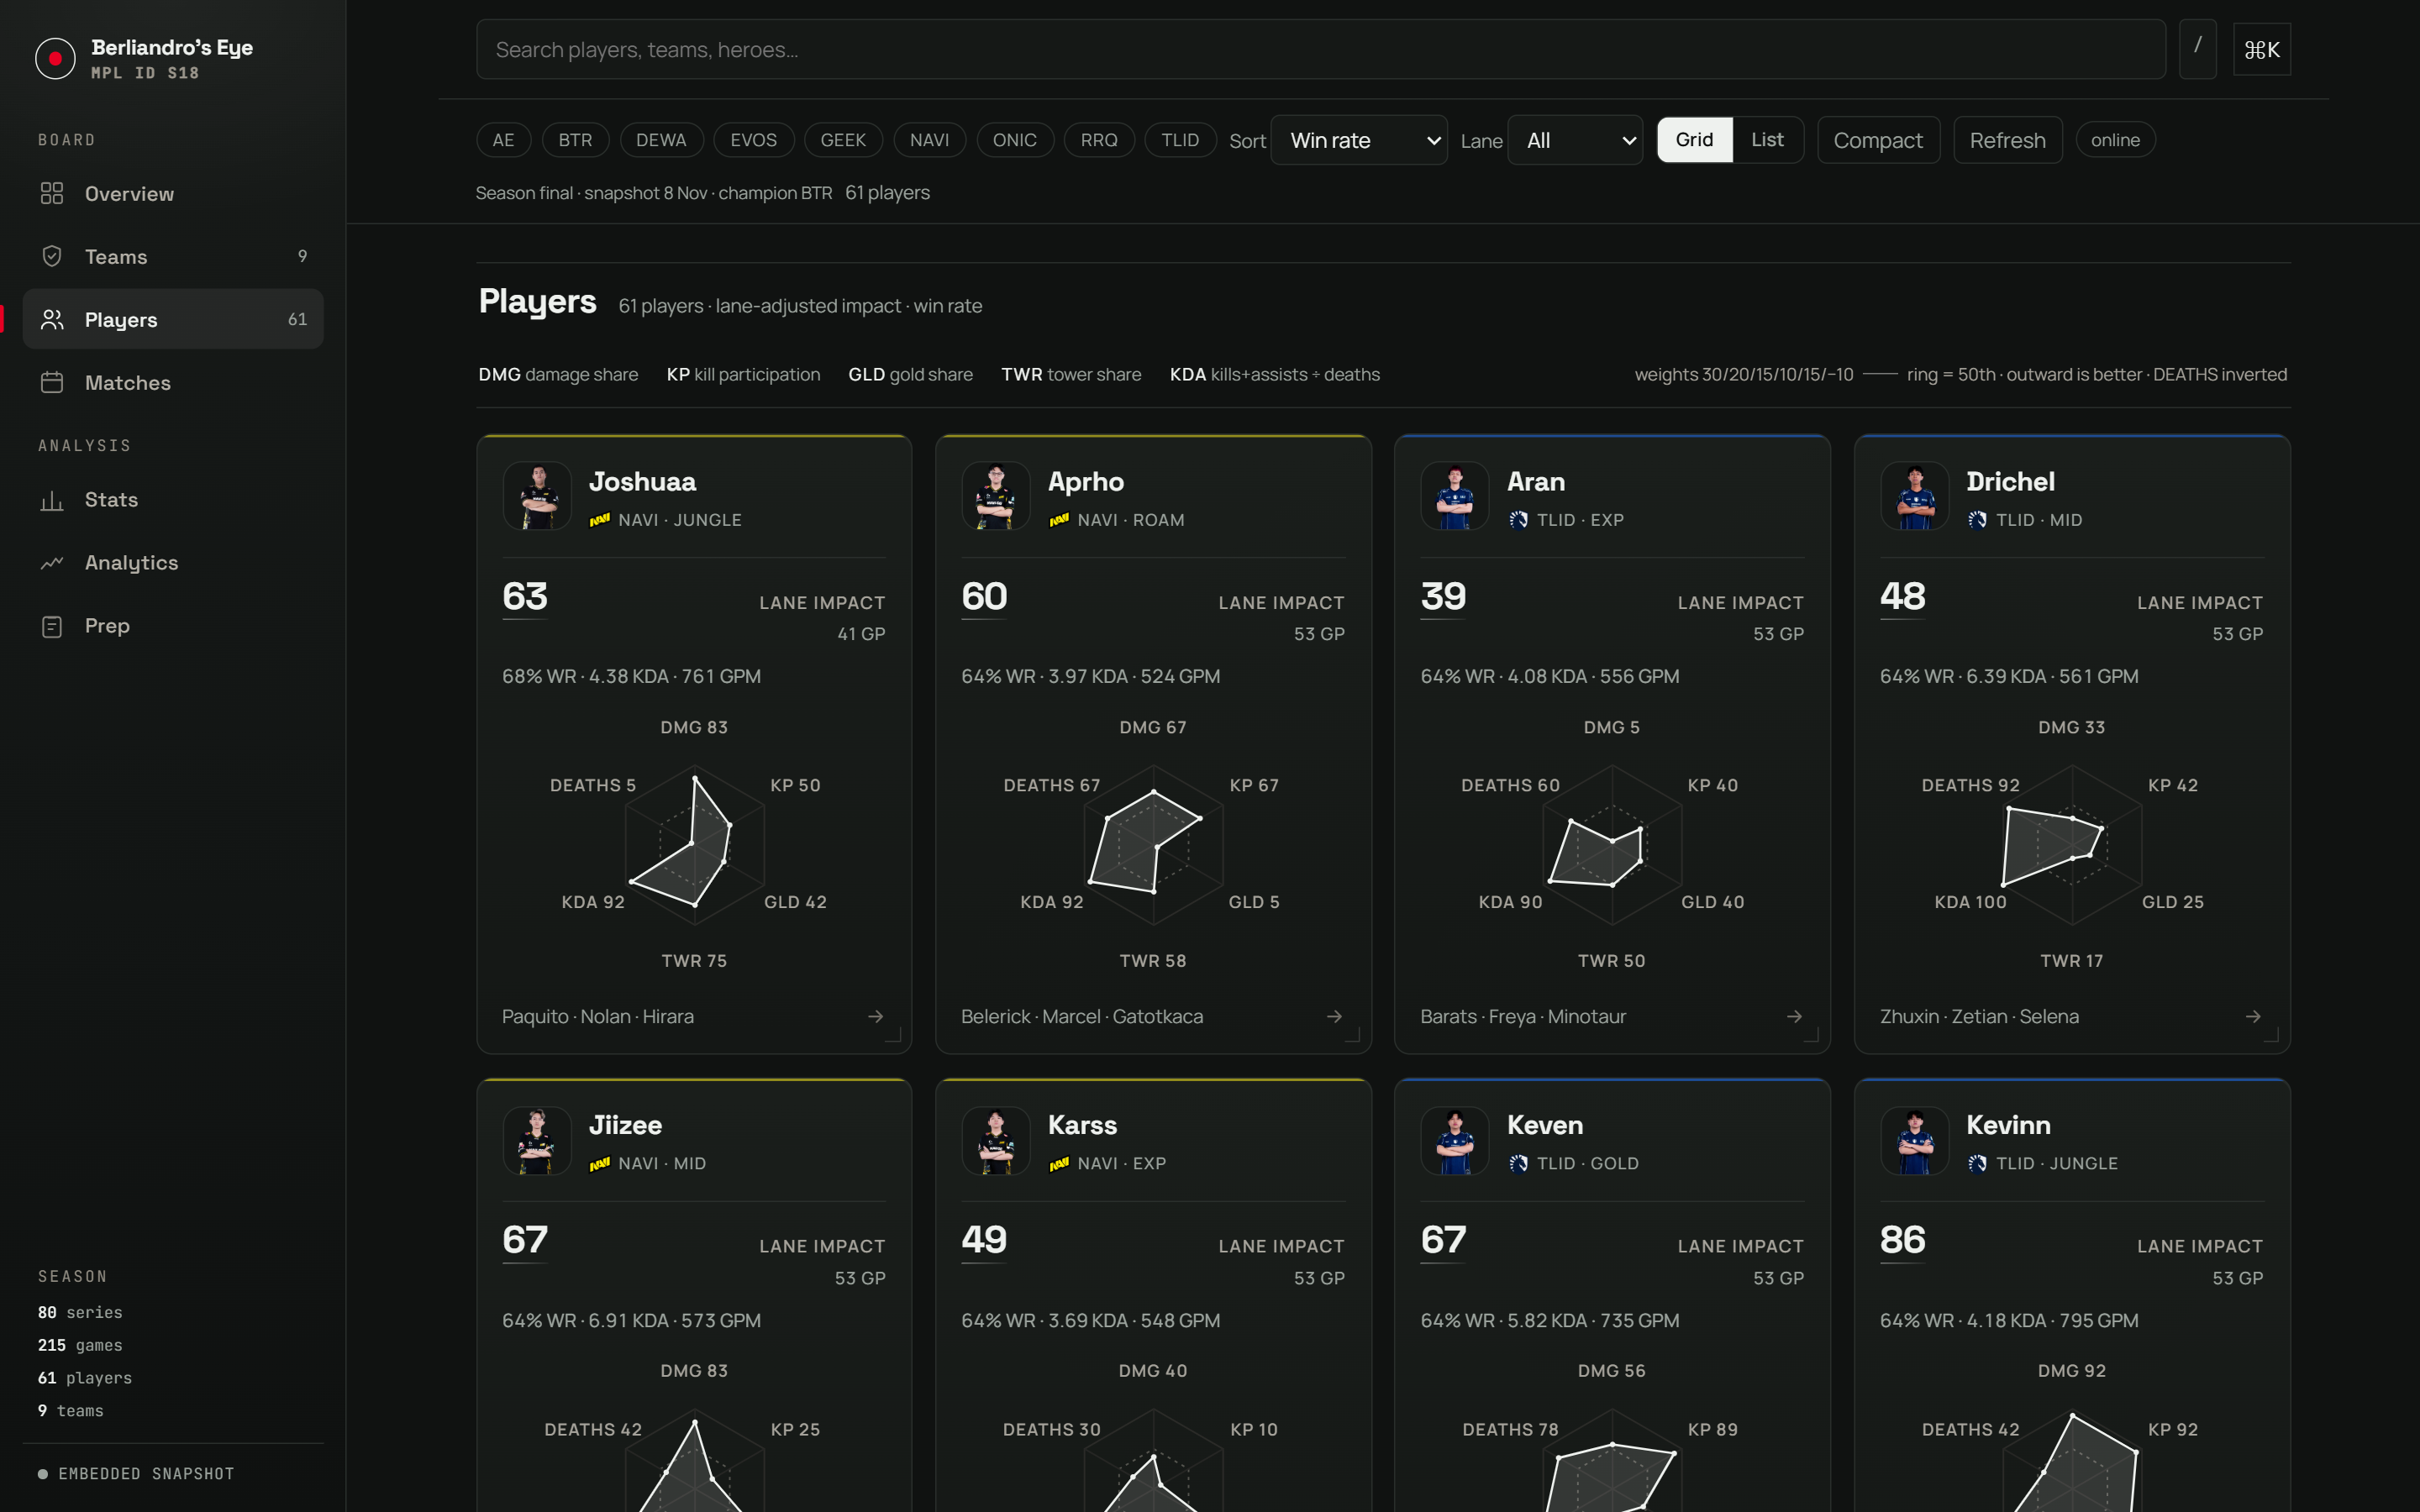 Berliandro's Eye
MPL ID S18
BOARD
Overview
Teams 9
Players 61
Matches
ANALYSIS
Stats
Analytics
Prep
SEASON
80 series
215 games
61 players
9 teams
EMBEDDED SNAPSHOT
Search players, teams, heroes...
/
⌘K
AE BTR DEWA EVOS GEEK NAVI ONIC RRQ TLID Sort Win rate Lane All Grid List Compact Refresh online
Season final · snapshot 8 Nov · champion BTR 61 players
Players 61 players · lane-adjusted impact · win rate
DMG damage share KP kill participation GLD gold share TWR tower share KDA kills+assists ÷ deaths
weights 30/20/15/10/15/−10 ring = 50th · outward is better · DEATHS inverted
Joshuaa
NAVI · JUNGLE
63
LANE IMPACT
41 GP
68% WR · 4.38 KDA · 761 GPM
DMG 83
DEATHS 5
KP 50
KDA 92
GLD 42
TWR 75
Paquito · Nolan · Hirara →
Aprho
NAVI · ROAM
60
LANE IMPACT
53 GP
64% WR · 3.97 KDA · 524 GPM
DMG 67
DEATHS 67
KP 67
KDA 92
GLD 5
TWR 58
Belerick · Marcel · Gatotkaca →
Aran
TLID · EXP
39
LANE IMPACT
53 GP
64% WR · 4.08 KDA · 556 GPM
DMG 5
DEATHS 60
KP 40
KDA 90
GLD 40
TWR 50
Barats · Freya · Minotaur →
Drichel
TLID · MID
48
LANE IMPACT
53 GP
64% WR · 6.39 KDA · 561 GPM
DMG 33
DEATHS 92
KP 42
KDA 100
GLD 25
TWR 17
Zhuxin · Zetian · Selena →
Jiizee
NAVI · MID
67
LANE IMPACT
53 GP
64% WR · 6.91 KDA · 573 GPM
DMG 83
DEATHS 42
KP 25
Karss
NAVI · EXP
49
LANE IMPACT
53 GP
64% WR · 3.69 KDA · 548 GPM
DMG 40
DEATHS 30
KP 10
Keven
TLID · GOLD
67
LANE IMPACT
53 GP
64% WR · 5.82 KDA · 735 GPM
DMG 56
DEATHS 78
KP 89
Kevinn
TLID · JUNGLE
86
LANE IMPACT
53 GP
64% WR · 4.18 KDA · 795 GPM
DMG 92
DEATHS 42
KP 92